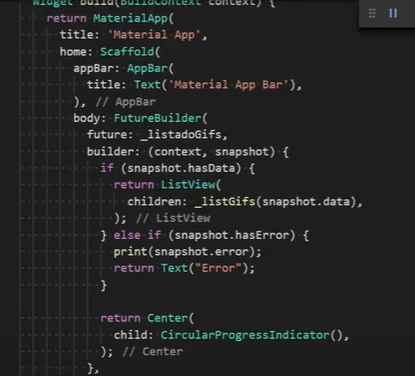 Widget build(BuildContext context) {
return MaterialApp(
title: 'Material App',
home: Scaffold(
appBar: AppBar(
title: Text('Material App Bar'),
), // AppBar
body: FutureBuilder(
future: _listadoGifs,
builder: (context, snapshot) {
if (snapshot.hasData) {
return ListView(
children: _listGifs(snapshot.data),
); // ListView
} else if (snapshot.hasError) {
print(snapshot.error);
return Text("Error");
}
return Center(
child: CircularProgressIndicator(),
); // Center
},